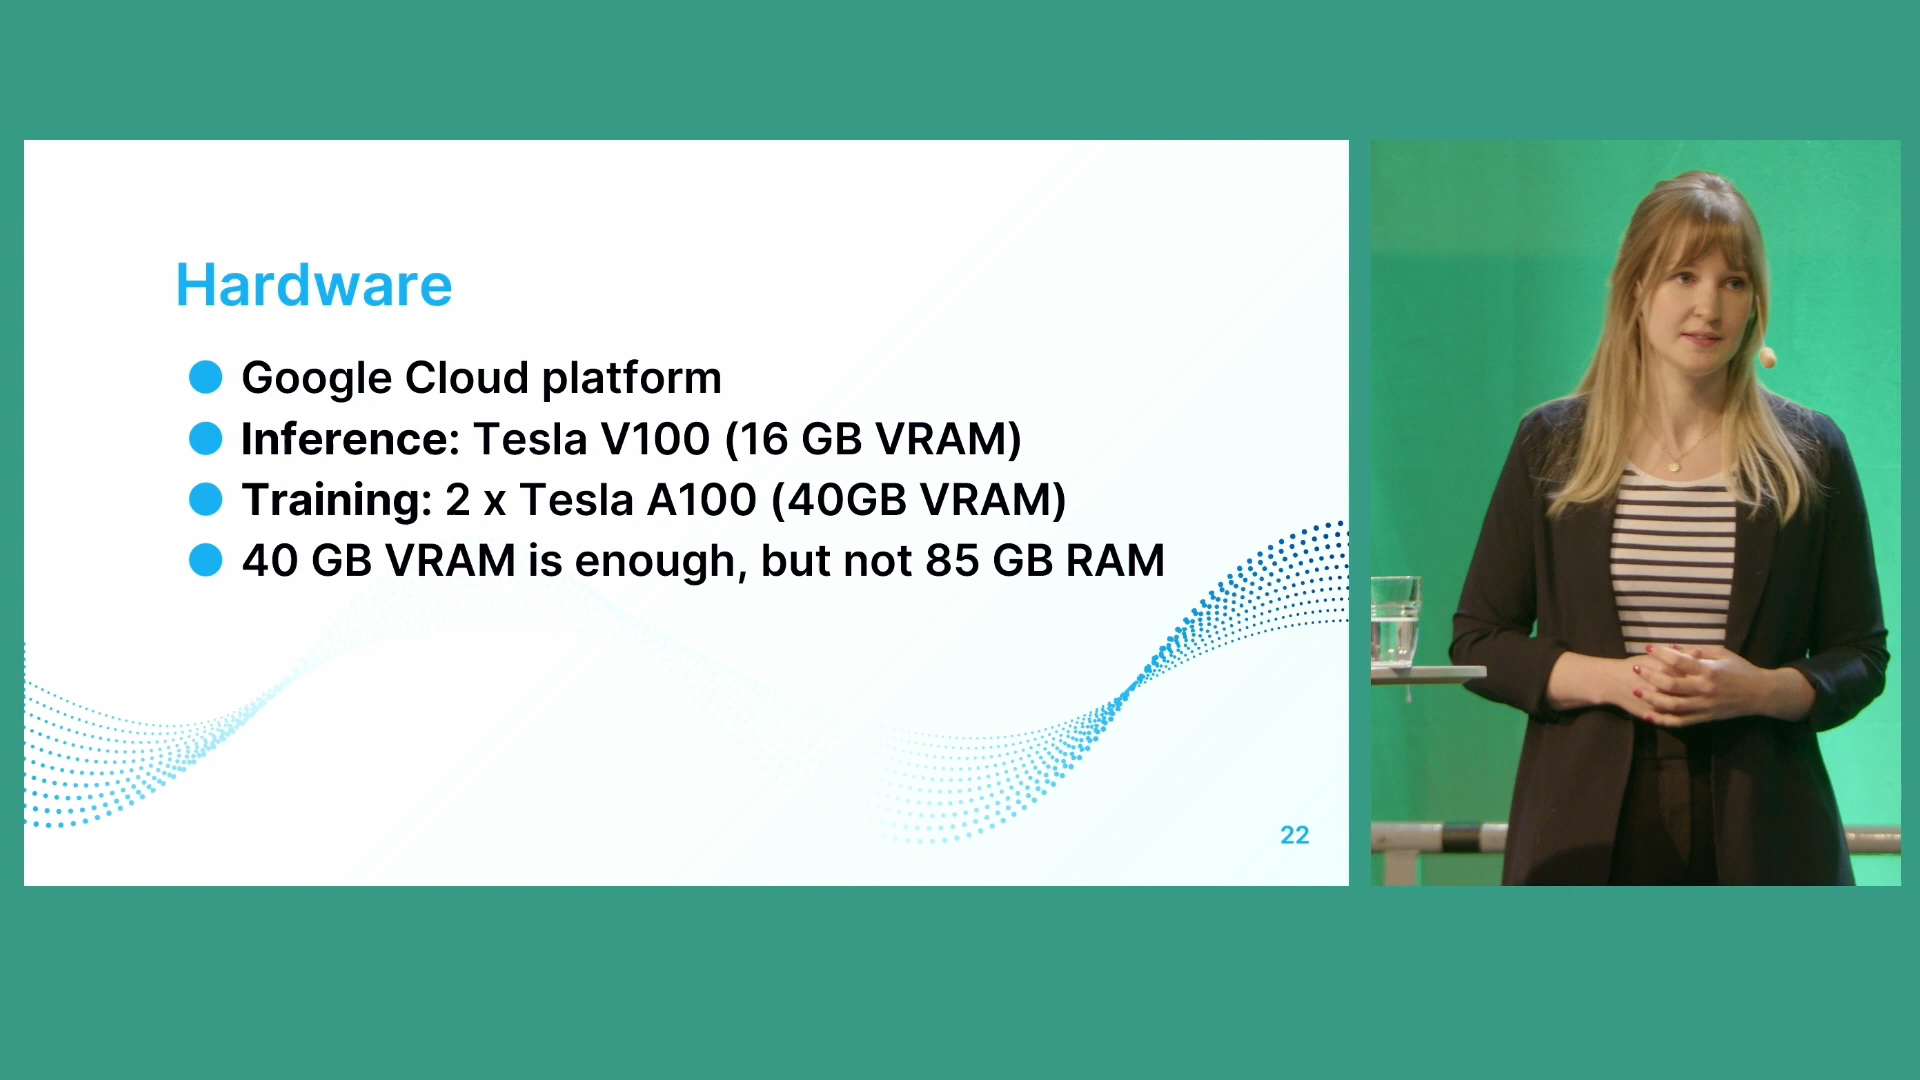 Hardware
Google Cloud platform
Inference: Tesla V100 (16 GB VRAM)
Training: 2 x Tesla A100 (40GB VRAM)
40 GB VRAM is enough, but not 85 GB RAM
22